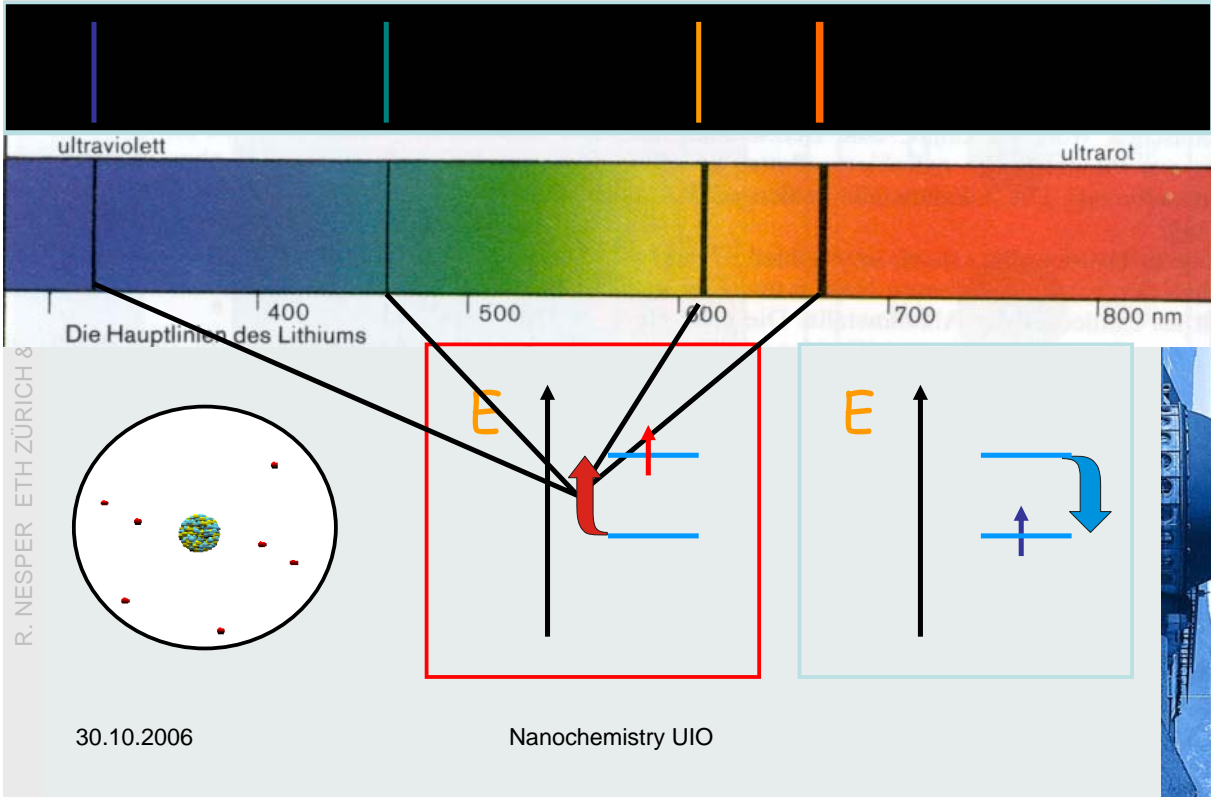 ultraviolett
ultrarot
400 500 600 700 800 nm
Die Hauptlinien des Lithiums
E
E
R. NESPER ETH ZÜRICH &
30.10.2006
Nanochemistry UIO